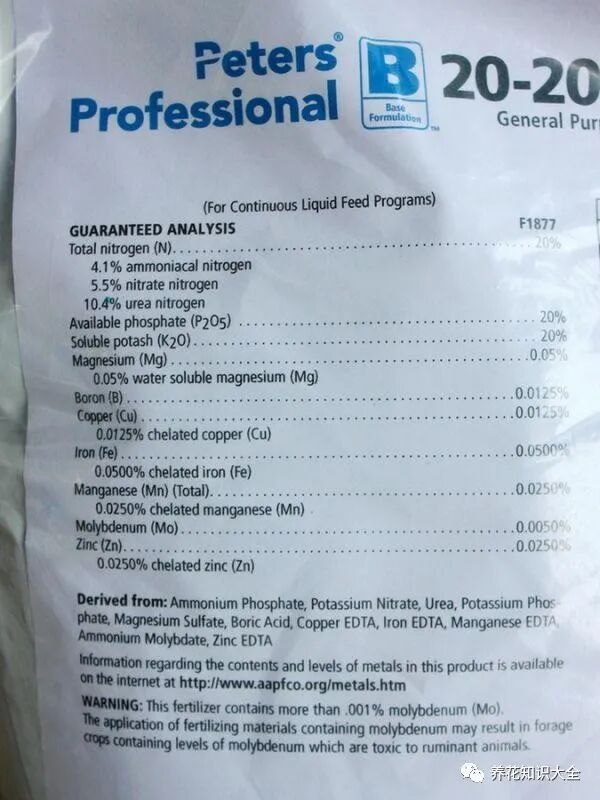 Peters®
Professional
B
Base
Formulation™
20-20
General Pur
(For Continuous Liquid Feed Programs)
GUARANTEED ANALYSIS F1877
Total nitrogen (N)........................................20%
4.1% ammoniacal nitrogen
5.5% nitrate nitrogen
10.4% urea nitrogen
Available phosphate (P2O5) ........................................20%
Soluble potash (K2O)........................................20%
Magnesium (Mg)........................................0.05%
0.05% water soluble magnesium (Mg)
Boron (B)........................................0.0125%
Copper (Cu)........................................0.0125%
0.0125% chelated copper (Cu)
Iron (Fe)........................................0.0500%
0.0500% chelated iron (Fe)
Manganese (Mn) (Total)........................................0.0250%
0.0250% chelated manganese (Mn)
Molybdenum (Mo)........................................0.0050%
Zinc (Zn)........................................0.0250%
0.0250% chelated zinc (Zn)
Derived from: Ammonium Phosphate, Potassium Nitrate, Urea, Potassium Phos-
phate, Magnesium Sulfate, Boric Acid, Copper EDTA, Iron EDTA, Manganese EDTA,
Ammonium Molybdate, Zinc EDTA
Information regarding the contents and levels of metals in this product is available
on the internet at http://www.aapfco.org/metals.htm
WARNING: This fertilizer contains more than .001% molybdenum (Mo).
The application of fertilizing materials containing molybdenum may result in forage
crops containing levels of molybdenum which are toxic to ruminant animals.
养花知识大全